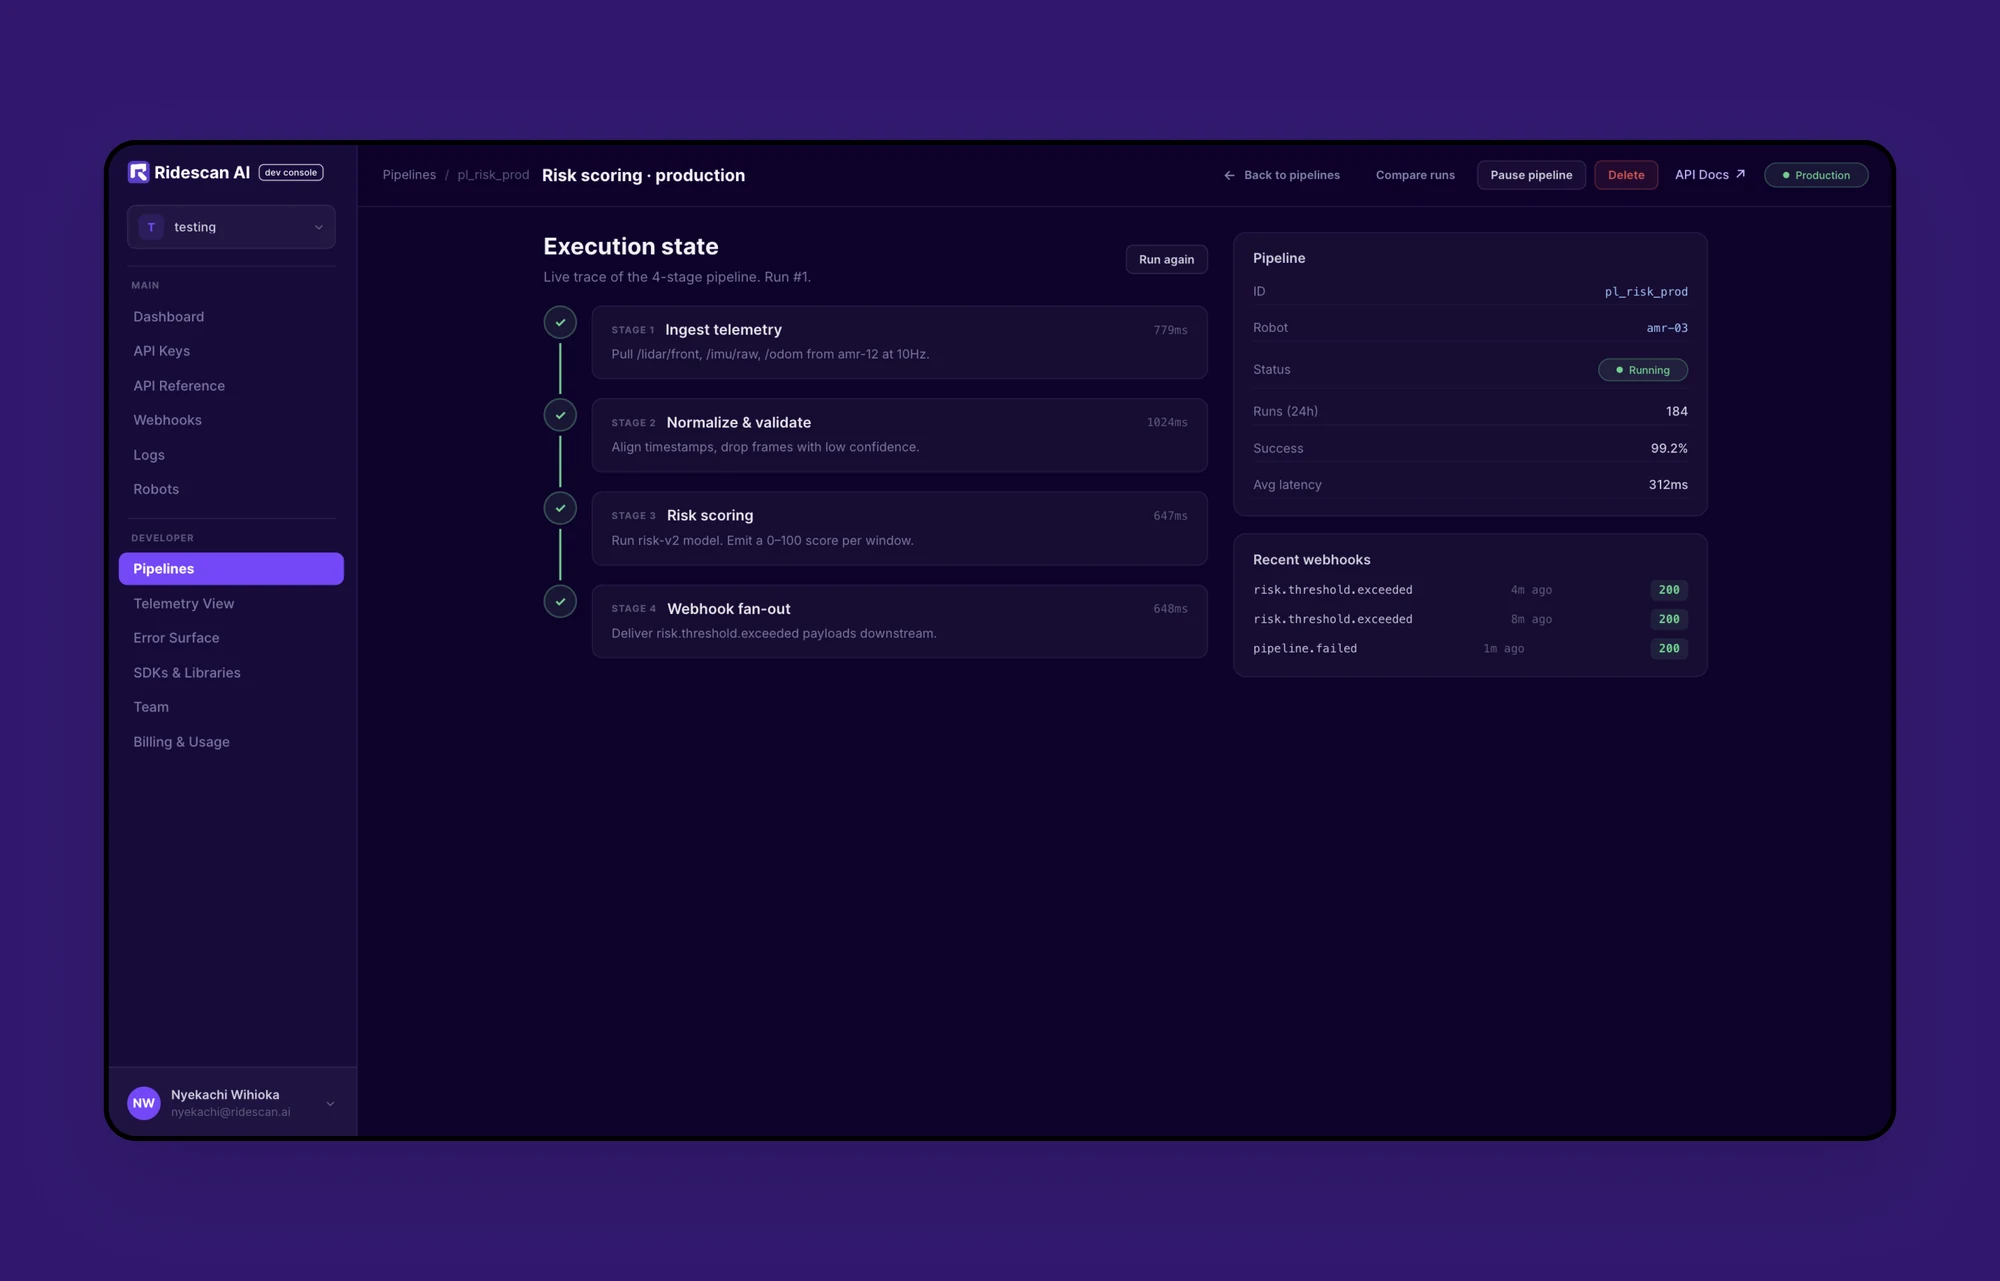 Ridescan AI dev console
T testing
MAIN
Dashboard
API Keys
API Reference
Webhooks
Logs
Robots
DEVELOPER
Pipelines
Telemetry View
Error Surface
SDKs & Libraries
Team
Billing & Usage
NW
Nyekachi Wihioka
nyekachi@ridescan.ai
Pipelines / pl_risk_prod Risk scoring · production
← Back to pipelines Compare runs Pause pipeline Delete API Docs ↗ Production
Execution state
Live trace of the 4-stage pipeline. Run #1.
Run again
STAGE 1 Ingest telemetry 779ms
Pull /lidar/front, /imu/raw, /odom from amr-12 at 10Hz.
STAGE 2 Normalize & validate 1024ms
Align timestamps, drop frames with low confidence.
STAGE 3 Risk scoring 647ms
Run risk-v2 model. Emit a 0–100 score per window.
STAGE 4 Webhook fan-out 648ms
Deliver risk.threshold.exceeded payloads downstream.
Pipeline
ID pl_risk_prod
Robot amr-03
Status Running
Runs (24h) 184
Success 99.2%
Avg latency 312ms
Recent webhooks
risk.threshold.exceeded 4m ago 200
risk.threshold.exceeded 8m ago 200
pipeline.failed 1m ago 200